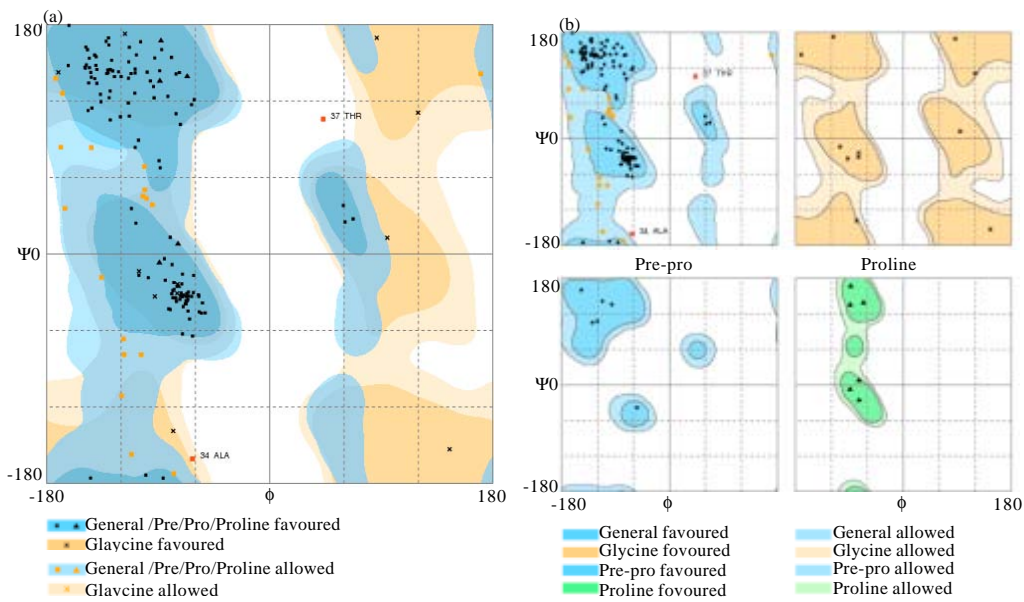 (a)
180
37 THR
Ψ0
34 ALA
-180
-180
ϕ
180
General /Pre/Pro/Proline favoured
Glaycine favoured
General /Pre/Pro/Proline allowed
Glaycine allowed
(b)
180
37 THR
Ψ0
34 ALA
-180
Pre-pro
Proline
180
Ψ0
-180
-180
ϕ
ϕ
180
General favoured
General allowed
Glycine fovoured
Glycine allowed
Pre-pro favoured
Pre-pro allowed
Proline fovoured
Proline allowed